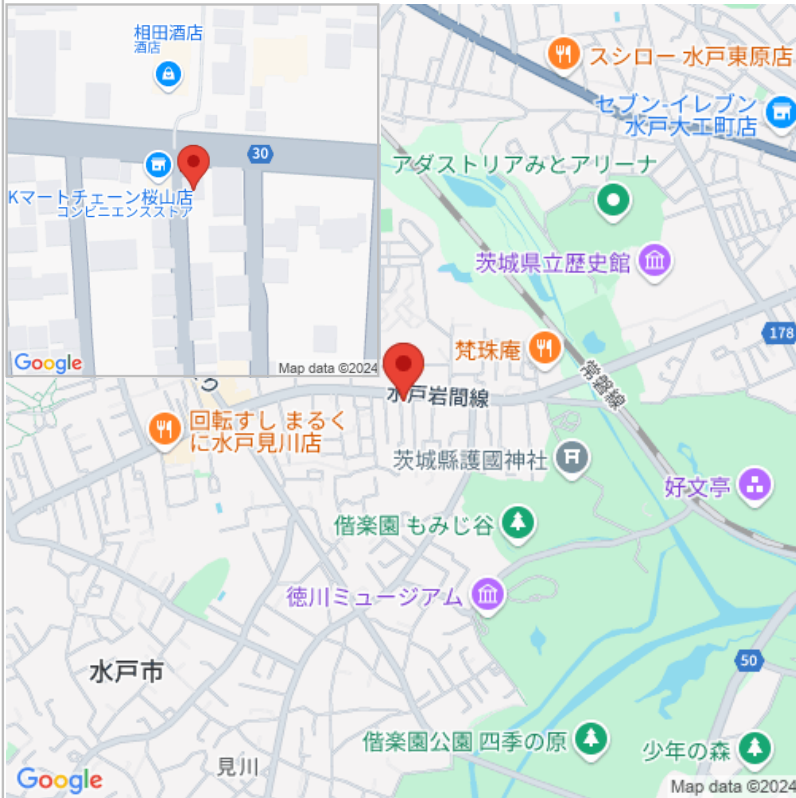 相田酒店
酒店
30
Kマートチェーン桜山店
コンビニエンスストア
Google
Map data ©2024
スシロー 水戸東原店
セブン-イレブン
水戸大工町店
アダストリアみとアリーナ
茨城県立歴史館
178
梵珠庵
常磐線
水戸岩間線
回転すし まるく
に水戸見川店
茨城縣護國神社
好文亭
偕楽園 もみじ谷
徳川ミュージアム
50
水戸市
偕楽園公園 四季の原
少年の森
見川
Google
Map data ©2024